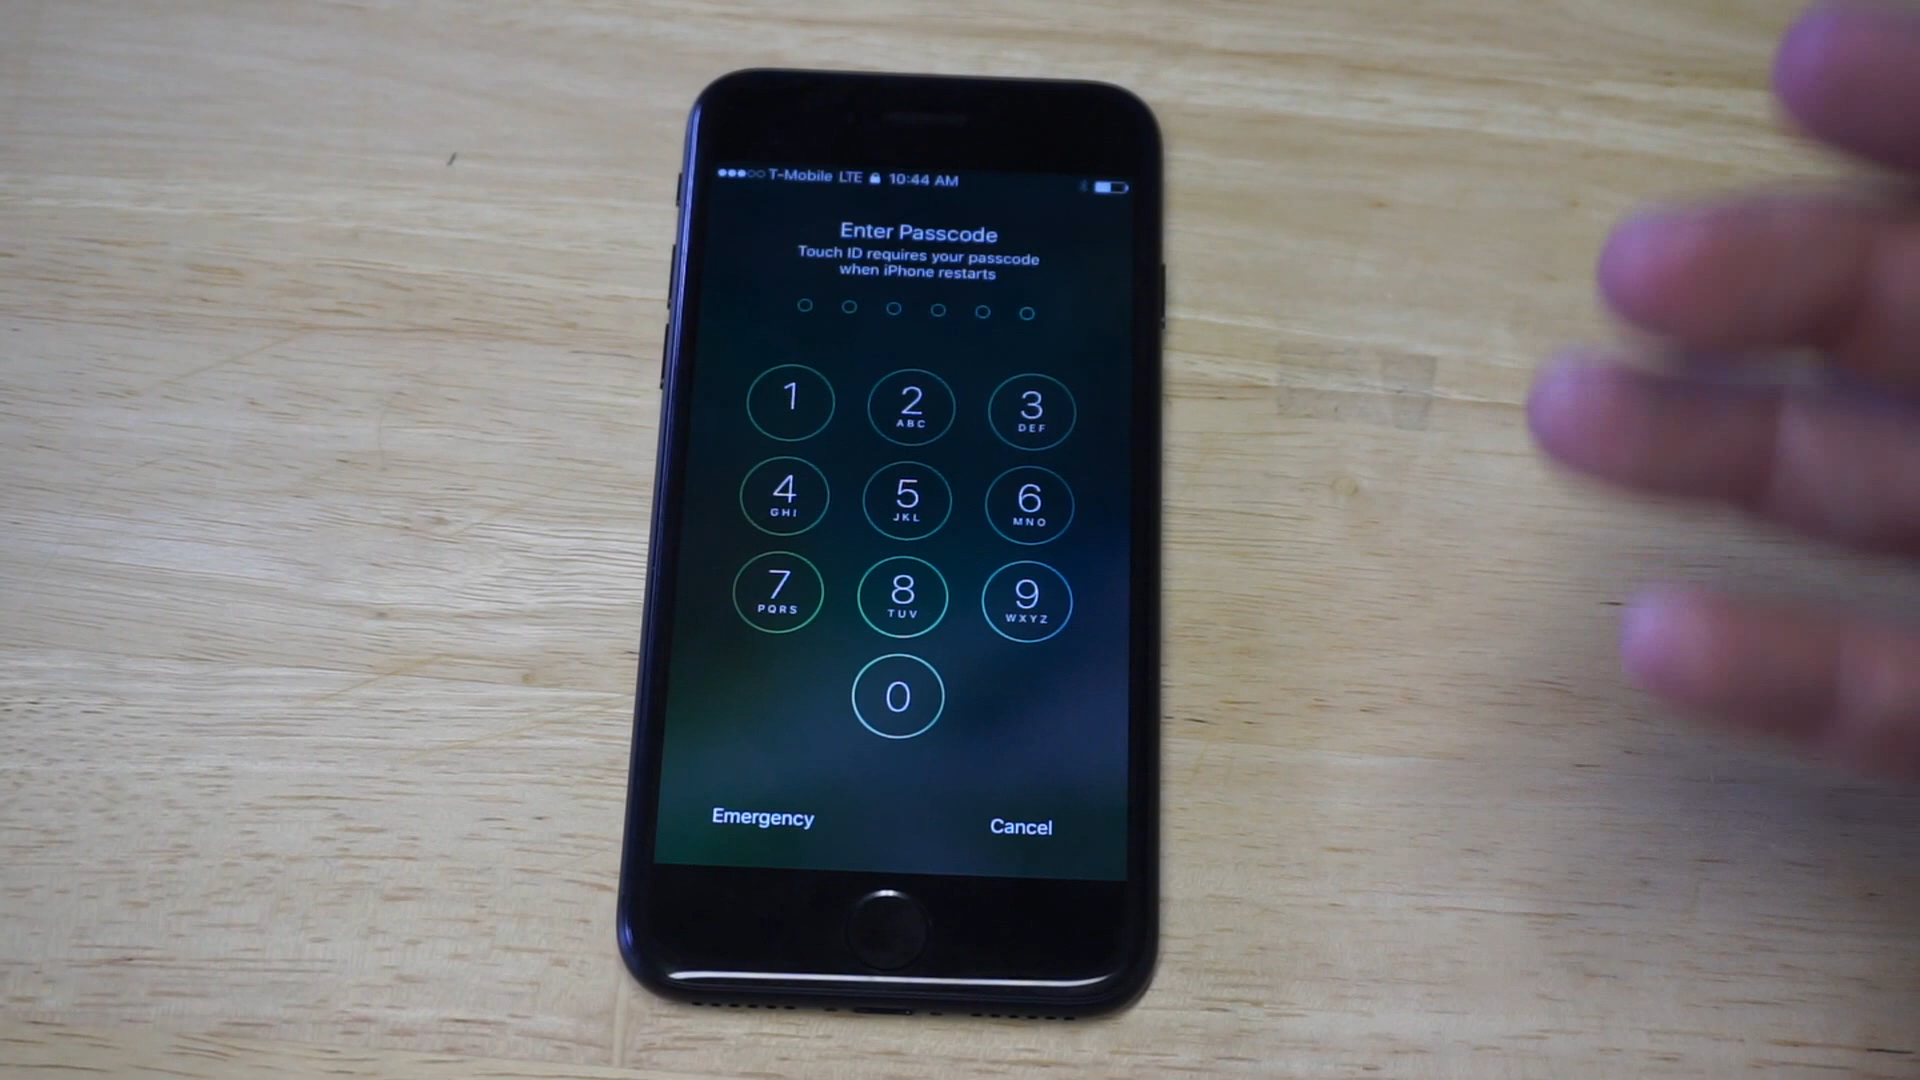 T-Mobile LTE 10:44 AM
Enter Passcode
Touch ID requires your passcode
when iPhone restarts
1 2 3
ABC DEF
4 5 6
GHI JKL MNO
7 8 9
PQRS TUV WXYZ
0
Emergency Cancel